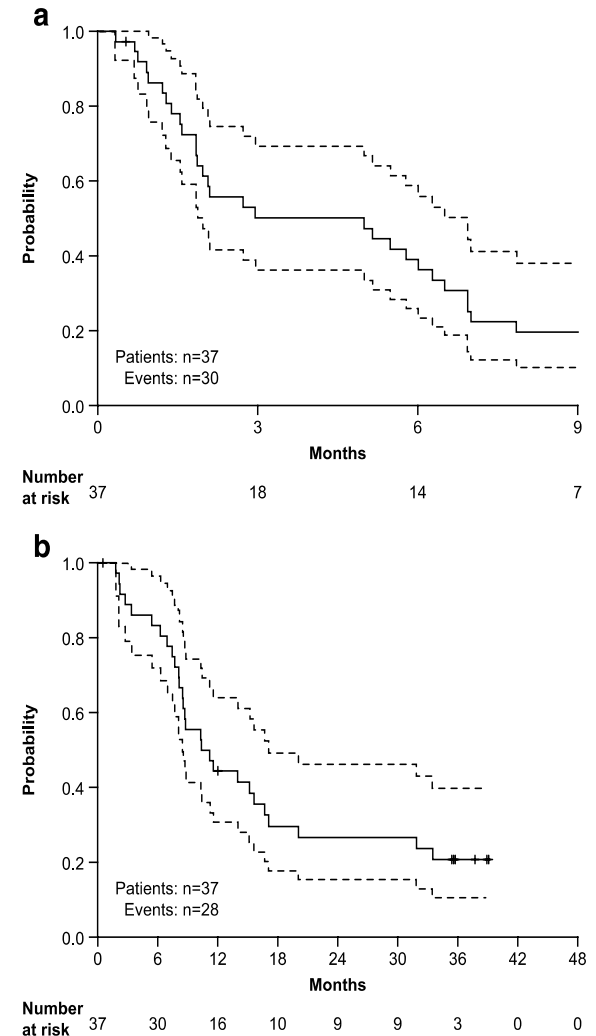 a
1.0
0.8
0.6
0.4
0.2
0.0
Probability
Patients: n=37
Events: n=30
0 3 6 9
Months
Number
at risk 37 18 14 7
b
1.0
0.8
0.6
0.4
0.2
0.0
Probability
Patients: n=37
Events: n=28
0 6 12 18 24 30 36 42 48
Months
Number
at risk 37 30 16 10 9 9 3 0 0